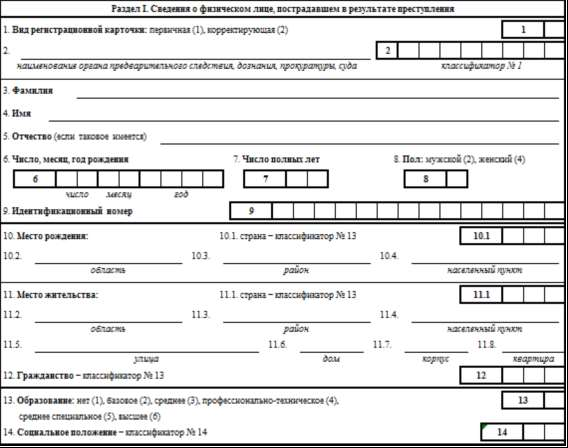 Раздел I. Сведения о физическом лице, пострадавшем в результате преступления
1. Вид регистрационной карточки: первичная (1), корректирующая (2) 1
2. 2
наименование органа предварительного следствия, дознания, прокуратуры, суда классификатор № 1
3. Фамилия
4. Имя
5. Отчество (если таковое имеется)
6. Число, месяц, год рождения 7. Число полных лет 8. Пол: мужской (2), женский (4)
6 7 8
число месяц год
9. Идентификационный номер 9
10. Место рождения: 10.1. страна – классификатор № 13 10.1
10.2. 10.3. 10.4.
область район населенный пункт
11. Место жительства: 11.1. страна – классификатор № 13 11.1
11.2. 11.3. 11.4.
область район населенный пункт
11.5. 11.6. 11.7. 11.8.
улица дом корпус квартира
12. Гражданство – классификатор № 13 12
13. Образование: нет (1), базовое (2), среднее (3), профессионально-техническое (4), 13
среднее специальное (5), высшее (6)
14. Социальное положение – классификатор № 14 14